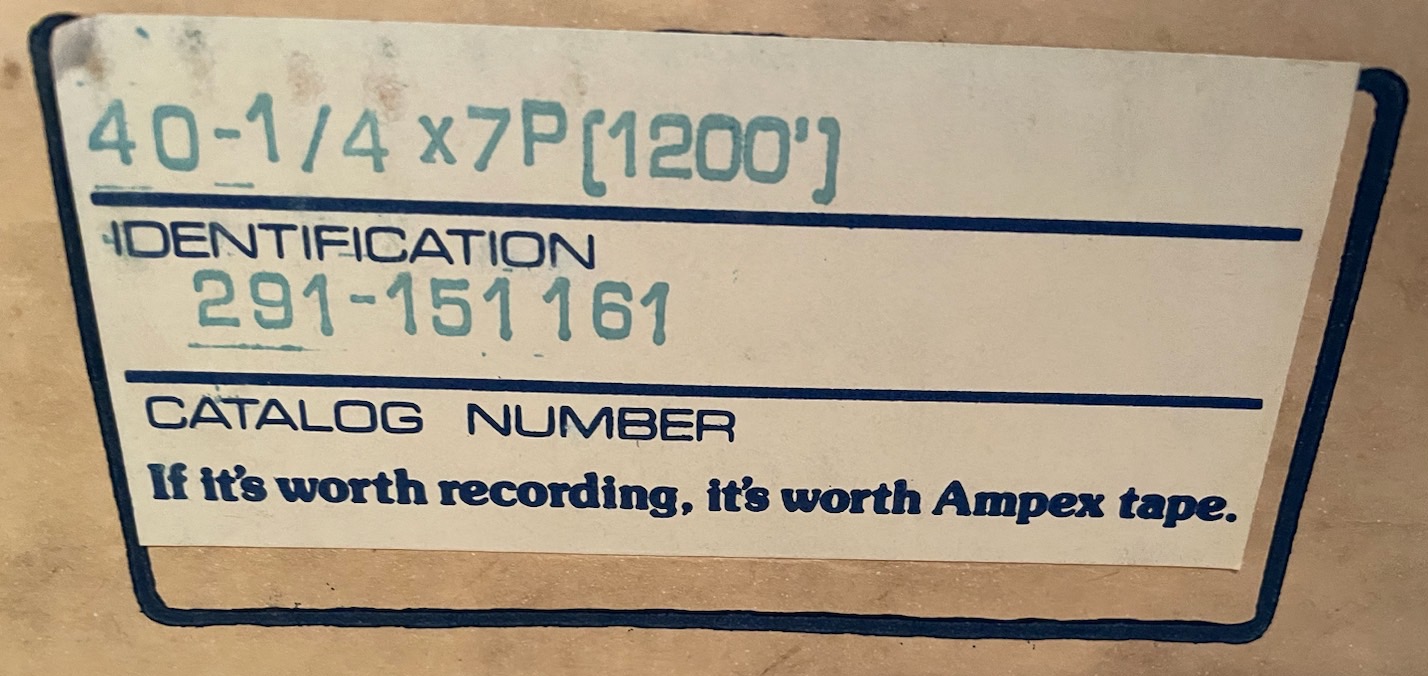 40-1/4 x7P[1200']
IDENTIFICATION
291-151161
CATALOG NUMBER
If it's worth recording, it's worth Ampex tape.